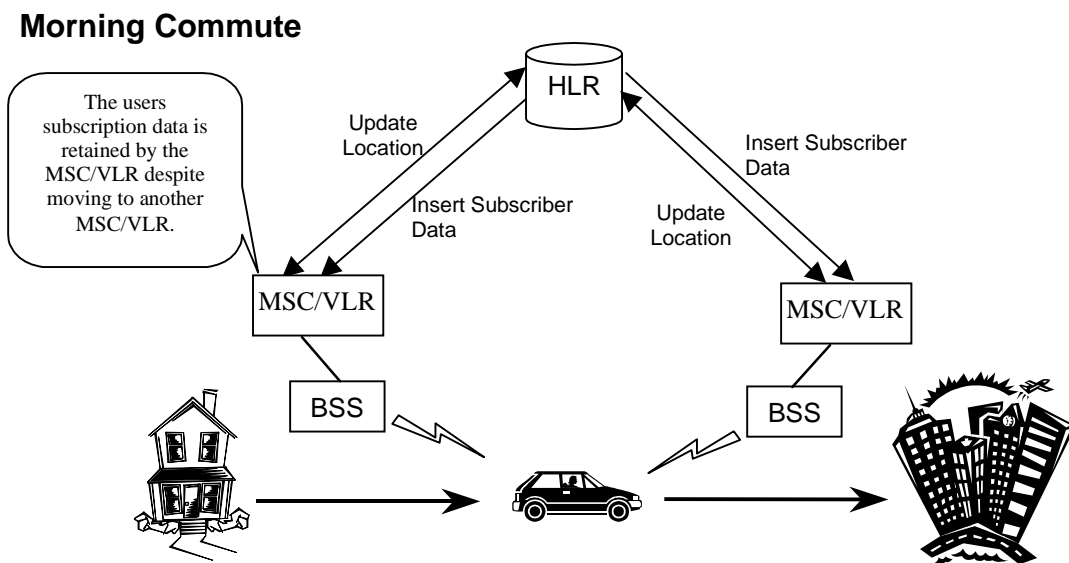 Morning Commute
The users
subscription data is
retained by the
MSC/VLR despite
moving to another
MSC/VLR.
HLR
Update
Location
Insert Subscriber
Data
Insert Subscriber
Data
Update
Location
MSC/VLR
MSC/VLR
BSS
BSS